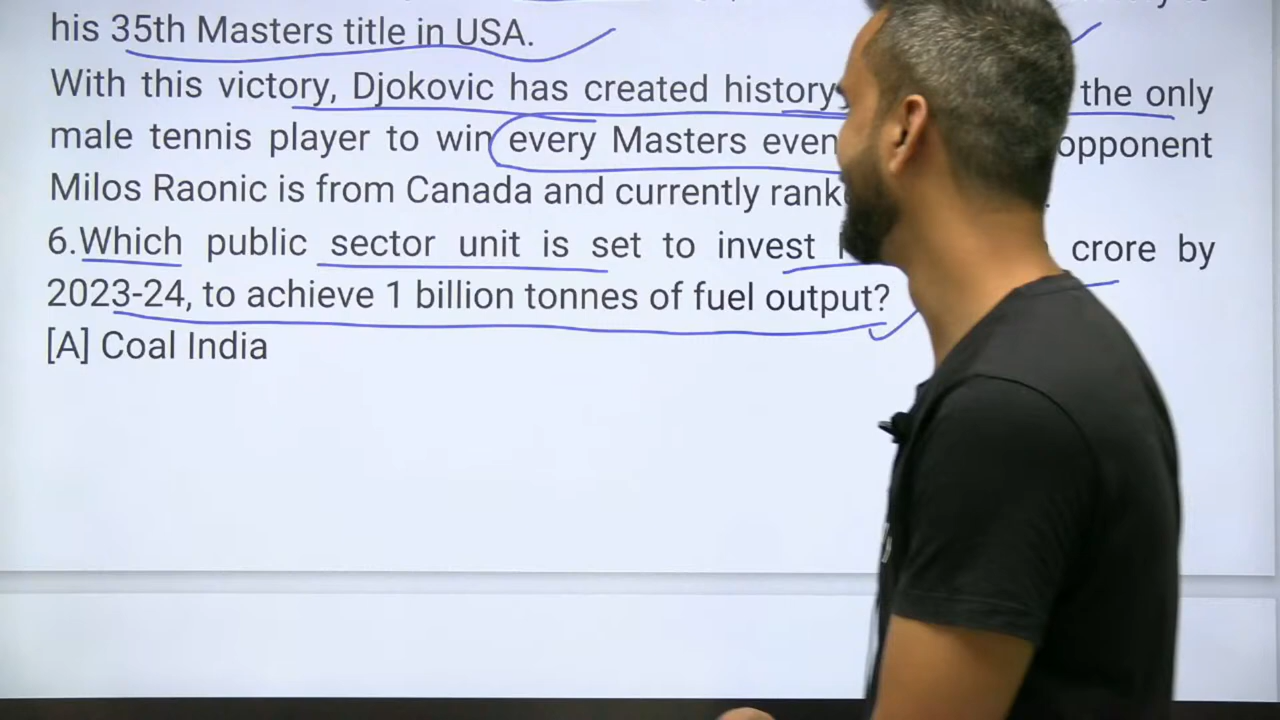 his 35th Masters title in USA.
With this victory, Djokovic has created history the only
male tennis player to win every Masters opponent
Milos Raonic is from Canada and currently
6.Which public sector unit is set to invest crore by
2023-24, to achieve 1 billion tonnes of fuel output?
[A] Coal India